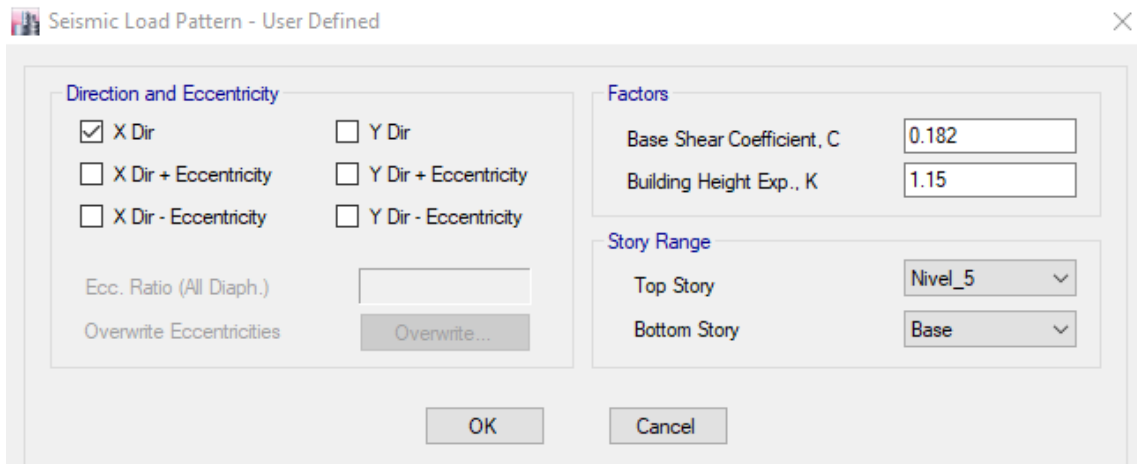 Seismic Load Pattern - User Defined
Direction and Eccentricity
X Dir
Y Dir
X Dir + Eccentricity
Y Dir + Eccentricity
X Dir - Eccentricity
Y Dir - Eccentricity
Ecc. Ratio (All Diaph.)
Overwrite Eccentricities
Overwrite...
Factors
Base Shear Coefficient, C
0.182
Building Height Exp., K
1.15
Story Range
Top Story
Nivel_5
Bottom Story
Base
OK
Cancel